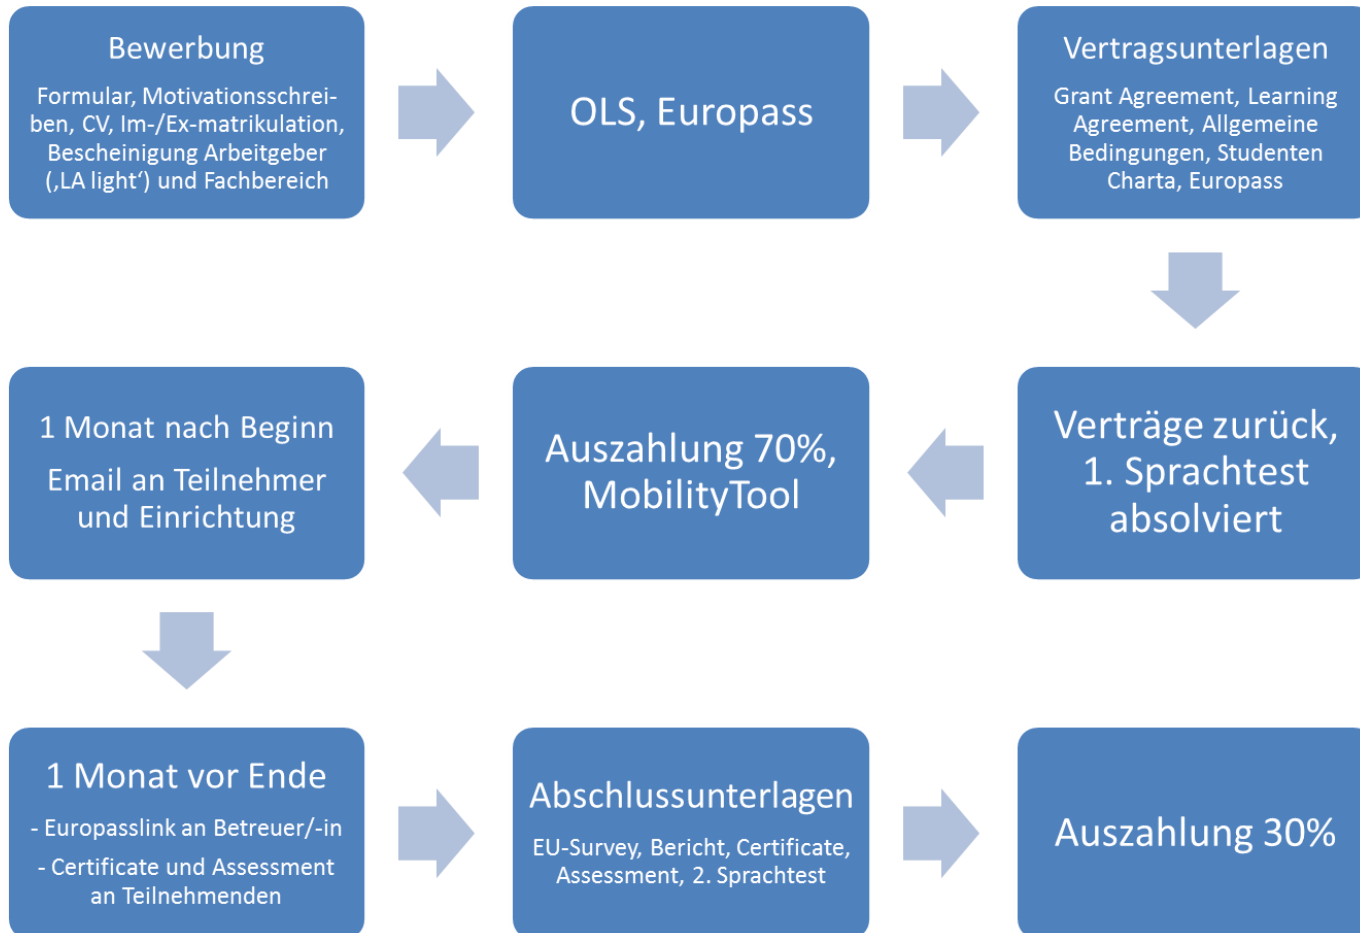 Bewerbung
Formular, Motivationsschrei-
ben, CV, Im-/Ex-matrikulation,
Bescheinigung Arbeitgeber
(‚LA light‘) und Fachbereich
OLS, Europass
Vertragsunterlagen
Grant Agreement, Learning
Agreement, Allgemeine
Bedingungen, Studenten
Charta, Europass
Verträge zurück,
1. Sprachtest
absolviert
Auszahlung 70%,
MobilityTool
1 Monat nach Beginn
Email an Teilnehmer
und Einrichtung
1 Monat vor Ende
- Europasslink an Betreuer/-in
- Certificate und Assessment
an Teilnehmenden
Abschlussunterlagen
EU-Survey, Bericht, Certificate,
Assessment, 2. Sprachtest
Auszahlung 30%